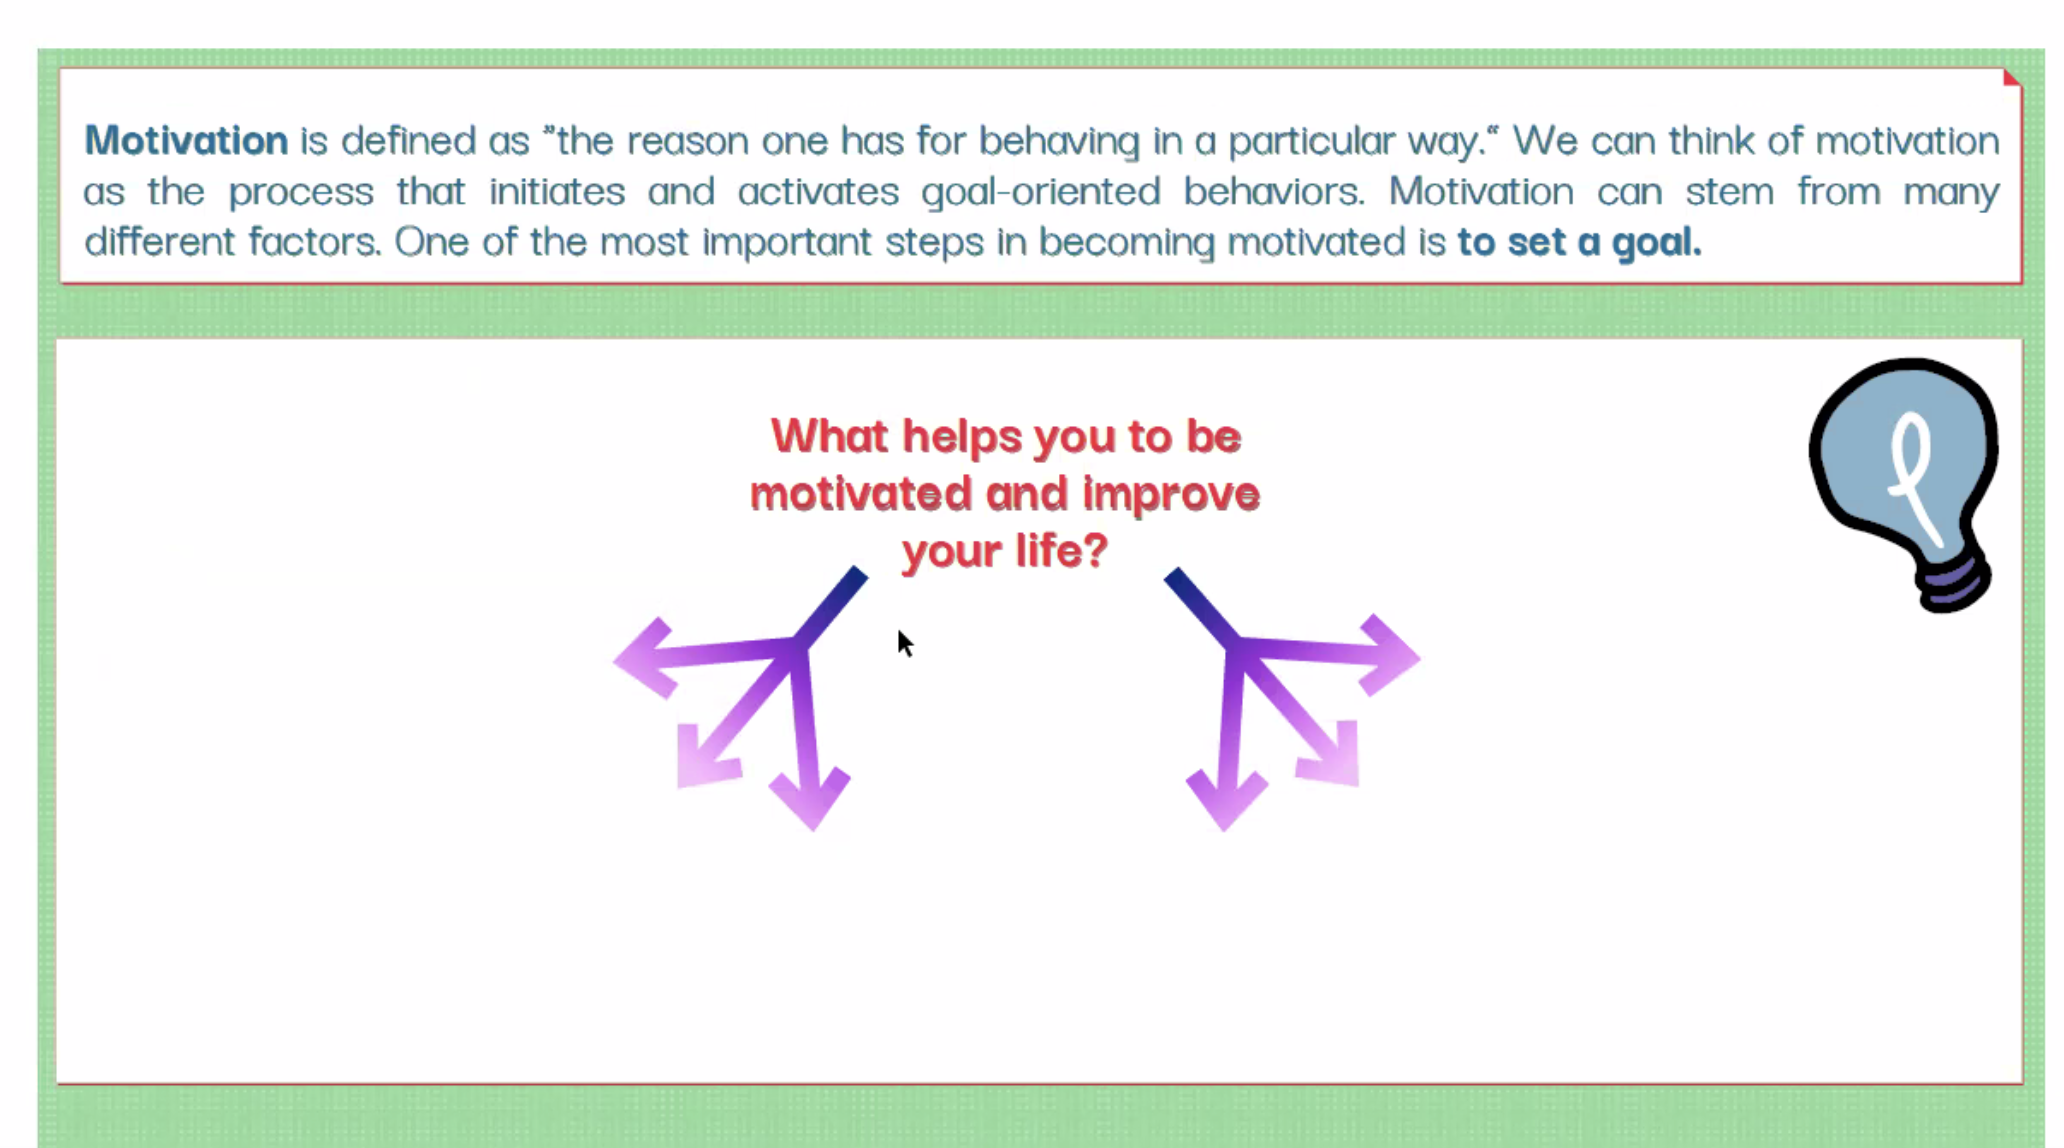 Motivation is defined as "the reason one has for behaving in a particular way." We can think of motivation
as the process that initiates and activates goal-oriented behaviors. Motivation can stem from many
different factors. One of the most important steps in becoming motivated is to set a goal.
What helps you to be
motivated and improve
your life?